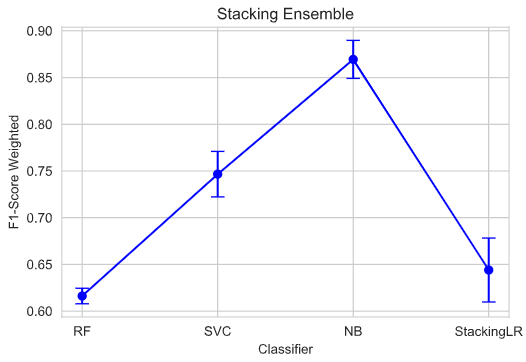 Stacking Ensemble
F1-Score Weighted
0.90
0.85
0.80
0.75
0.70
0.65
0.60
RF SVC NB StackingLR
Classifier